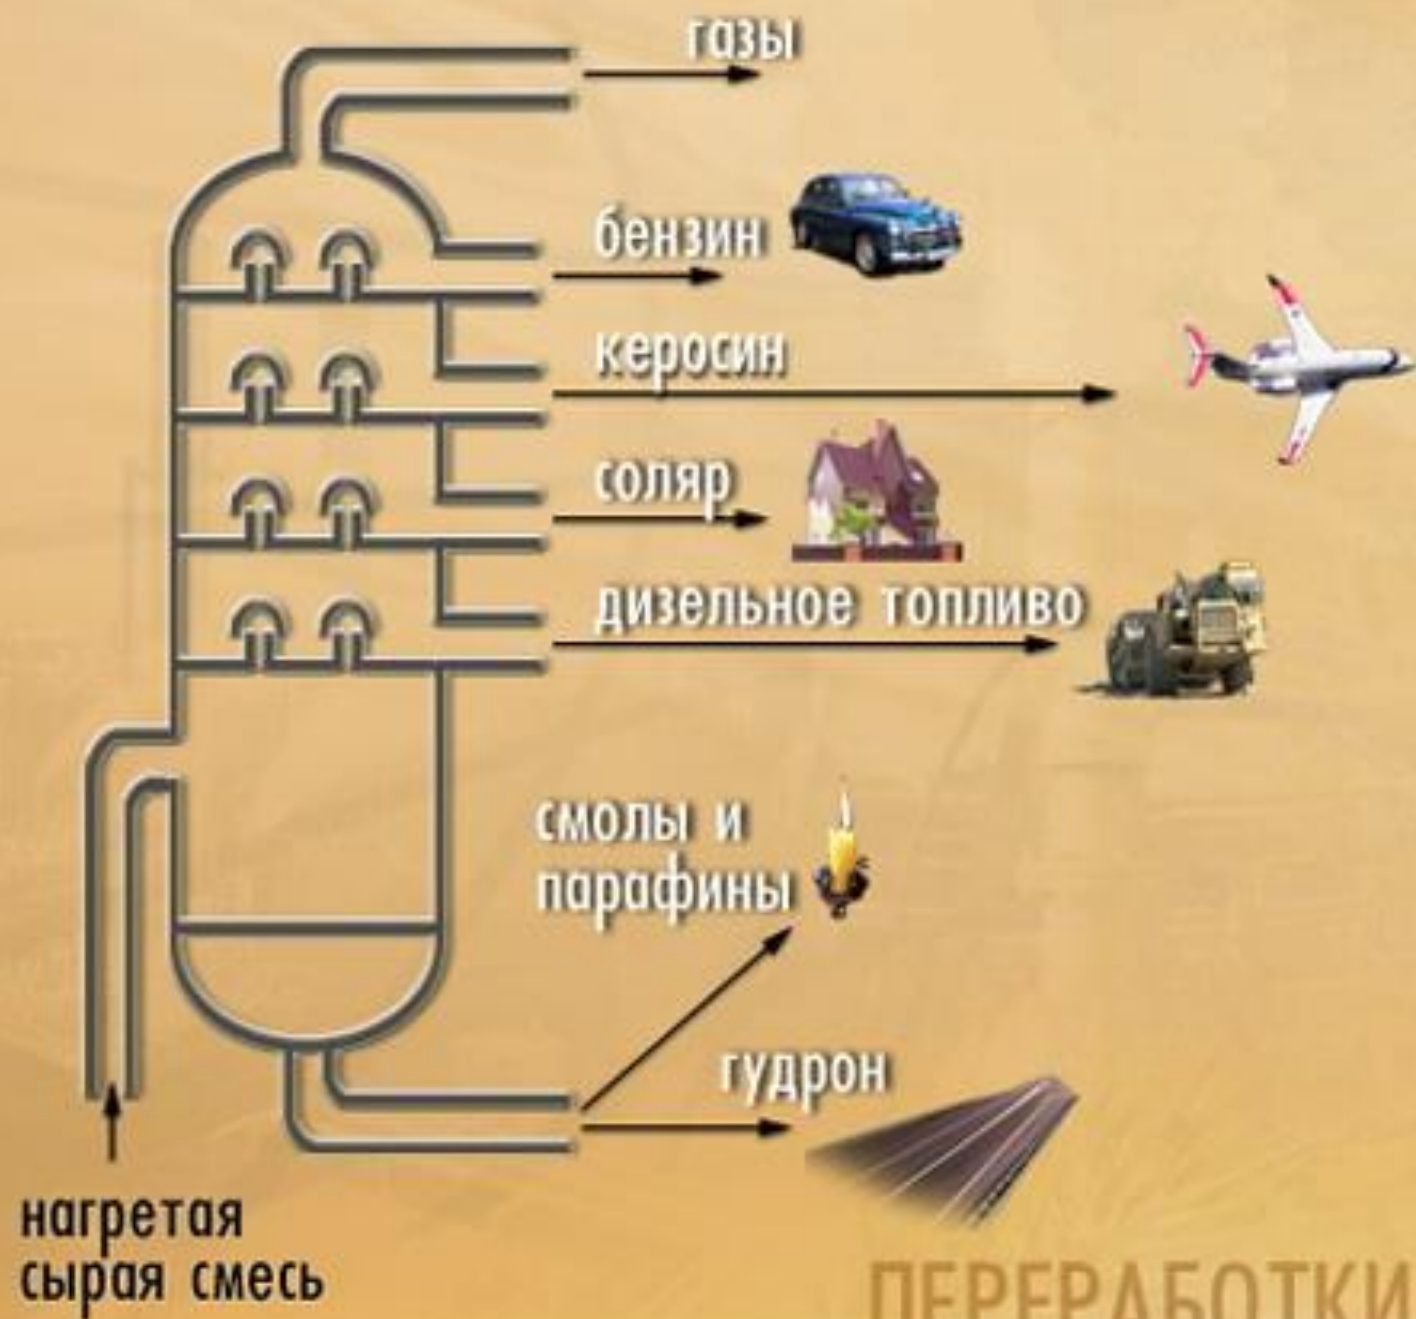 газы
бензин
керосин
соляр
дизельное топливо
смолы и
парафины
гудрон
нагретая
сырая смесь
ПЕРЕРАБОТКИ